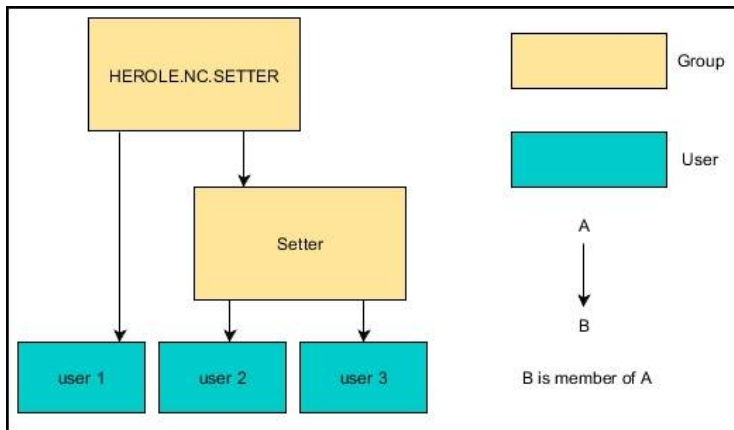 HEROLE.NC.SETTER
Setter
user 1
user 2
user 3
Group
User
A
B
B is member of A